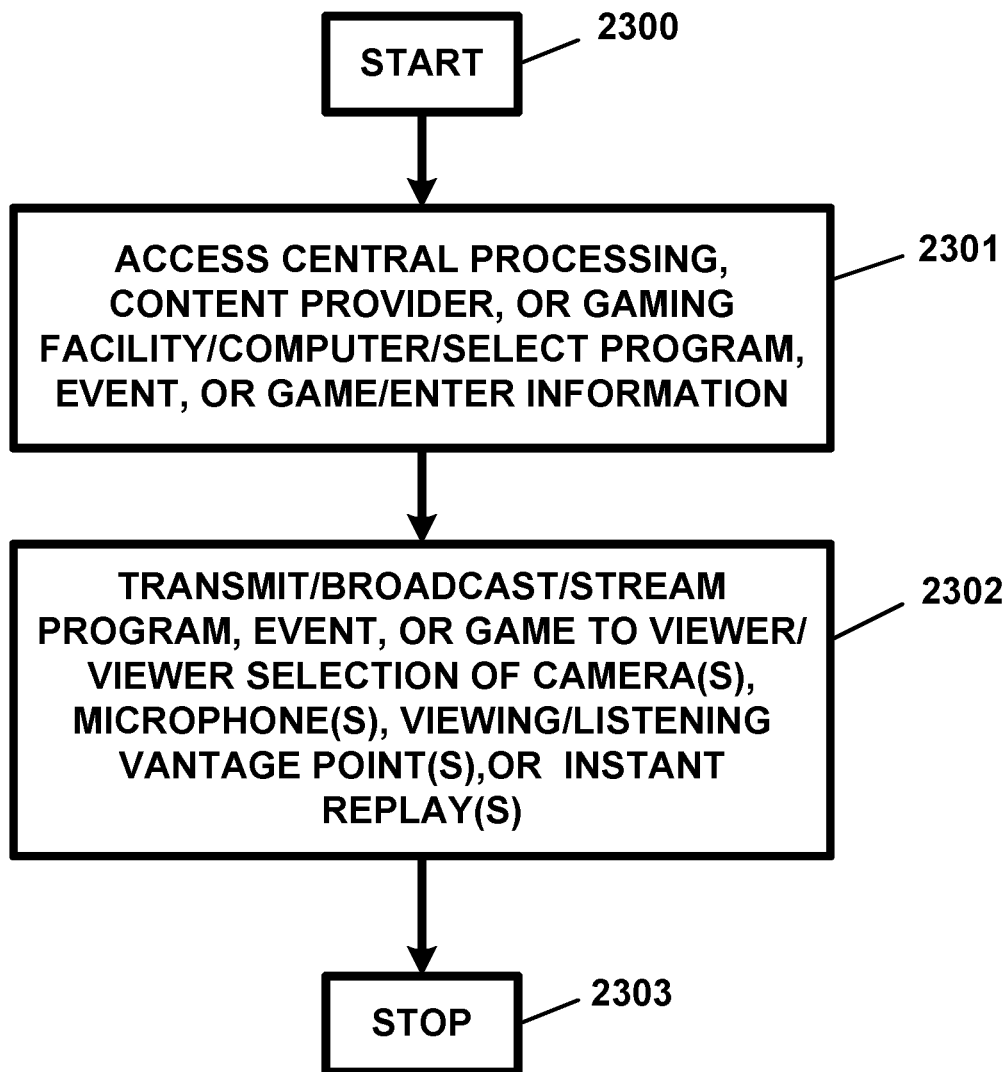 START
2300
ACCESS CENTRAL PROCESSING,
CONTENT PROVIDER, OR GAMING
FACILITY/COMPUTER/SELECT PROGRAM,
EVENT, OR GAME/ENTER INFORMATION
2301
TRANSMIT/BROADCAST/STREAM
PROGRAM, EVENT, OR GAME TO VIEWER/
VIEWER SELECTION OF CAMERA(S),
MICROPHONE(S), VIEWING/LISTENING
VANTAGE POINT(S),OR INSTANT
REPLAY(S)
2302
STOP
2303